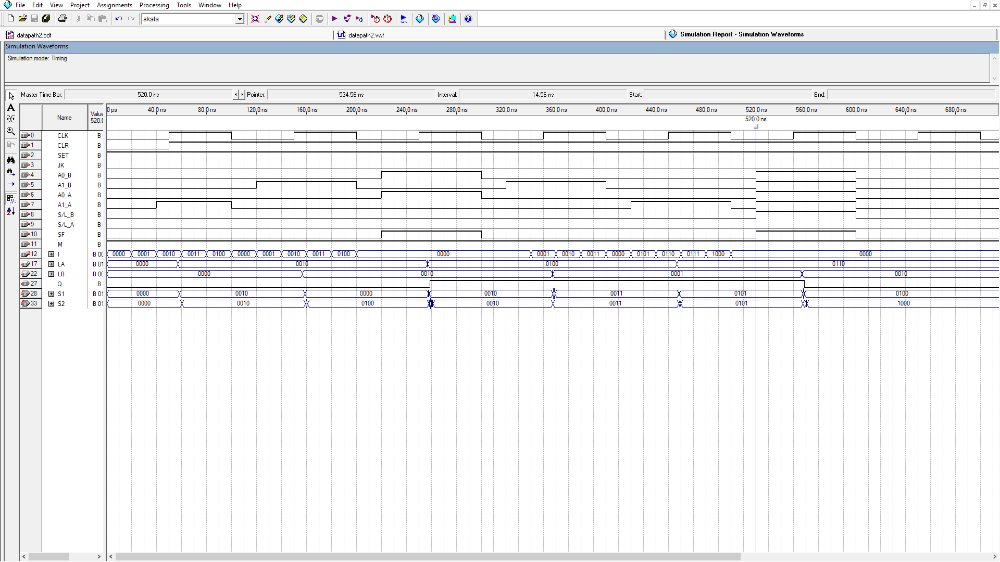 File Edit View Project Assignments Processing Tools Window Help
skata
STOP
datapath2.bdf datapath2.vwf Simulation Report - Simulation Waveforms
Simulation Waveforms
Simulation mode: Timing
Master Time Bar: 520.0 ns Pointer: 534.56 ns Interval: 14.56 ns Start: End:
Name Value 520.0
0 ps 40.0 ns 80.0 ns 120.0 ns 160.0 ns 200.0 ns 240.0 ns 280.0 ns 320.0 ns 360.0 ns 400.0 ns 440.0 ns 480.0 ns 520.0 ns 560.0 ns 600.0 ns 640.0 ns 680.0 ns
520.0 ns
0 CLK B
1 CLR B
2 SET B
3 JK B
4 A0_B B
5 A1_B B
6 A0_A B
7 A1_A B
8 S/L_B B
9 S/L_A B
10 SF B
11 M B
12 I B 00 0000 0001 0010 0011 0100 0000 0001 0010 0011 0100 0000 0001 0010 0011 0000 0101 0110 0111 1000 0000
17 LA B 01 0000 0010 0100 0110
22 LB B 00 0000 0010 0001 0010
27 Q B
28 S1 B 01 0000 0010 0000 0010 0011 0101 0100
33 S2 B 01 0000 0010 0100 0010 0011 0101 1000